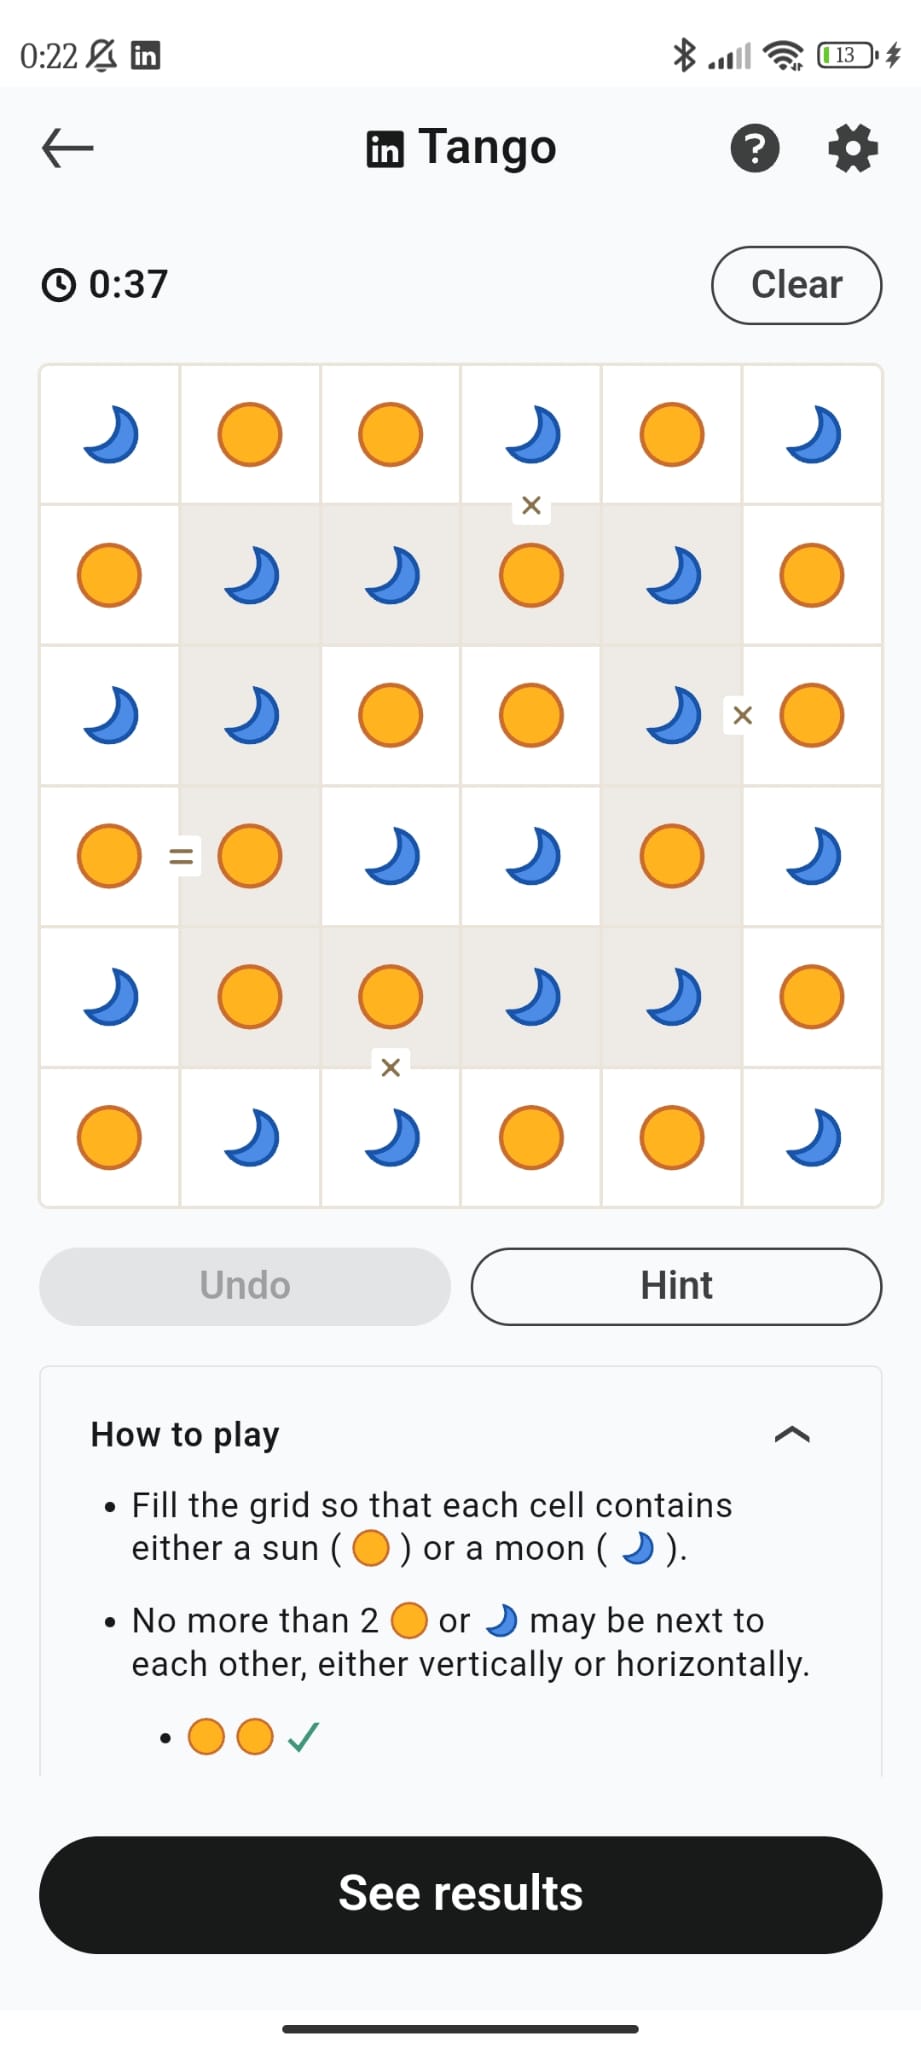 0:22 in 13
in Tango ?
0:37 Clear
×
×
=
×
Undo Hint
How to play
• Fill the grid so that each cell contains
either a sun ( ) or a moon ( ).
• No more than 2 or may be next to
each other, either vertically or horizontally.
• ✓
See results